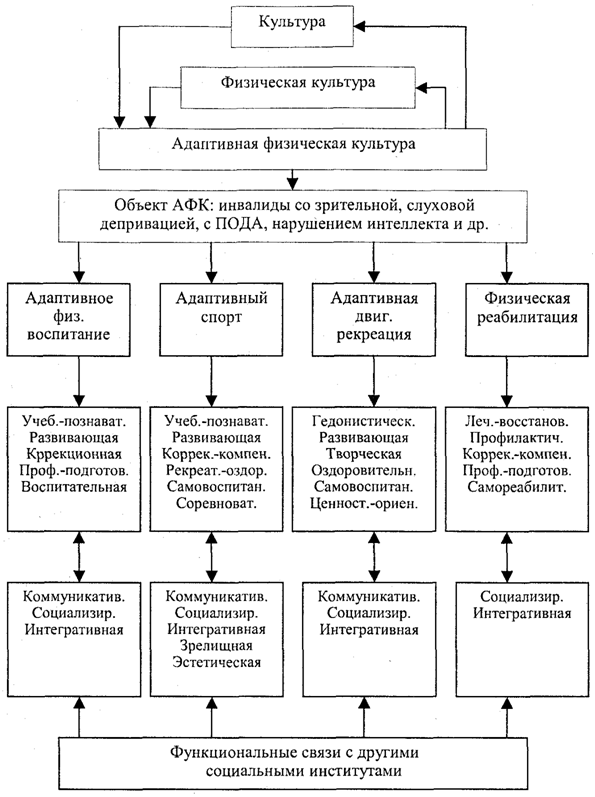 Культура
Физическая культура
Адаптивная физическая культура
Объект АФК: инвалиды со зрительной, слуховой
депривацией, с ПОДА, нарушением интеллекта и др.
Адаптивное
физ.
воспитание
Адаптивный
спорт
Адаптивная
двиг.
рекреация
Физическая
реабилитация
Учеб.-познават.
Развивающая
Кррекционная
Проф.-подготов.
Воспитательная
Учеб.-познават.
Развивающая
Коррек.-компен.
Рекреат.-оздор.
Самовоспитан.
Соревноват.
Гедонистическ.
Развивающая
Творческая
Оздоровительн.
Самовоспитан.
Ценност.-ориен.
Леч.-восстанов.
Профилактич.
Коррек.-компен.
Проф.-подготов.
Самореабилит.
Коммуникатив.
Социализир.
Интегративная
Коммуникатив.
Социализир.
Интегративная
Зрелищная
Эстетическая
Коммуникатив.
Социализир.
Интегративная
Социализир.
Интегративная
Функциональные связи с другими
социальными институтами